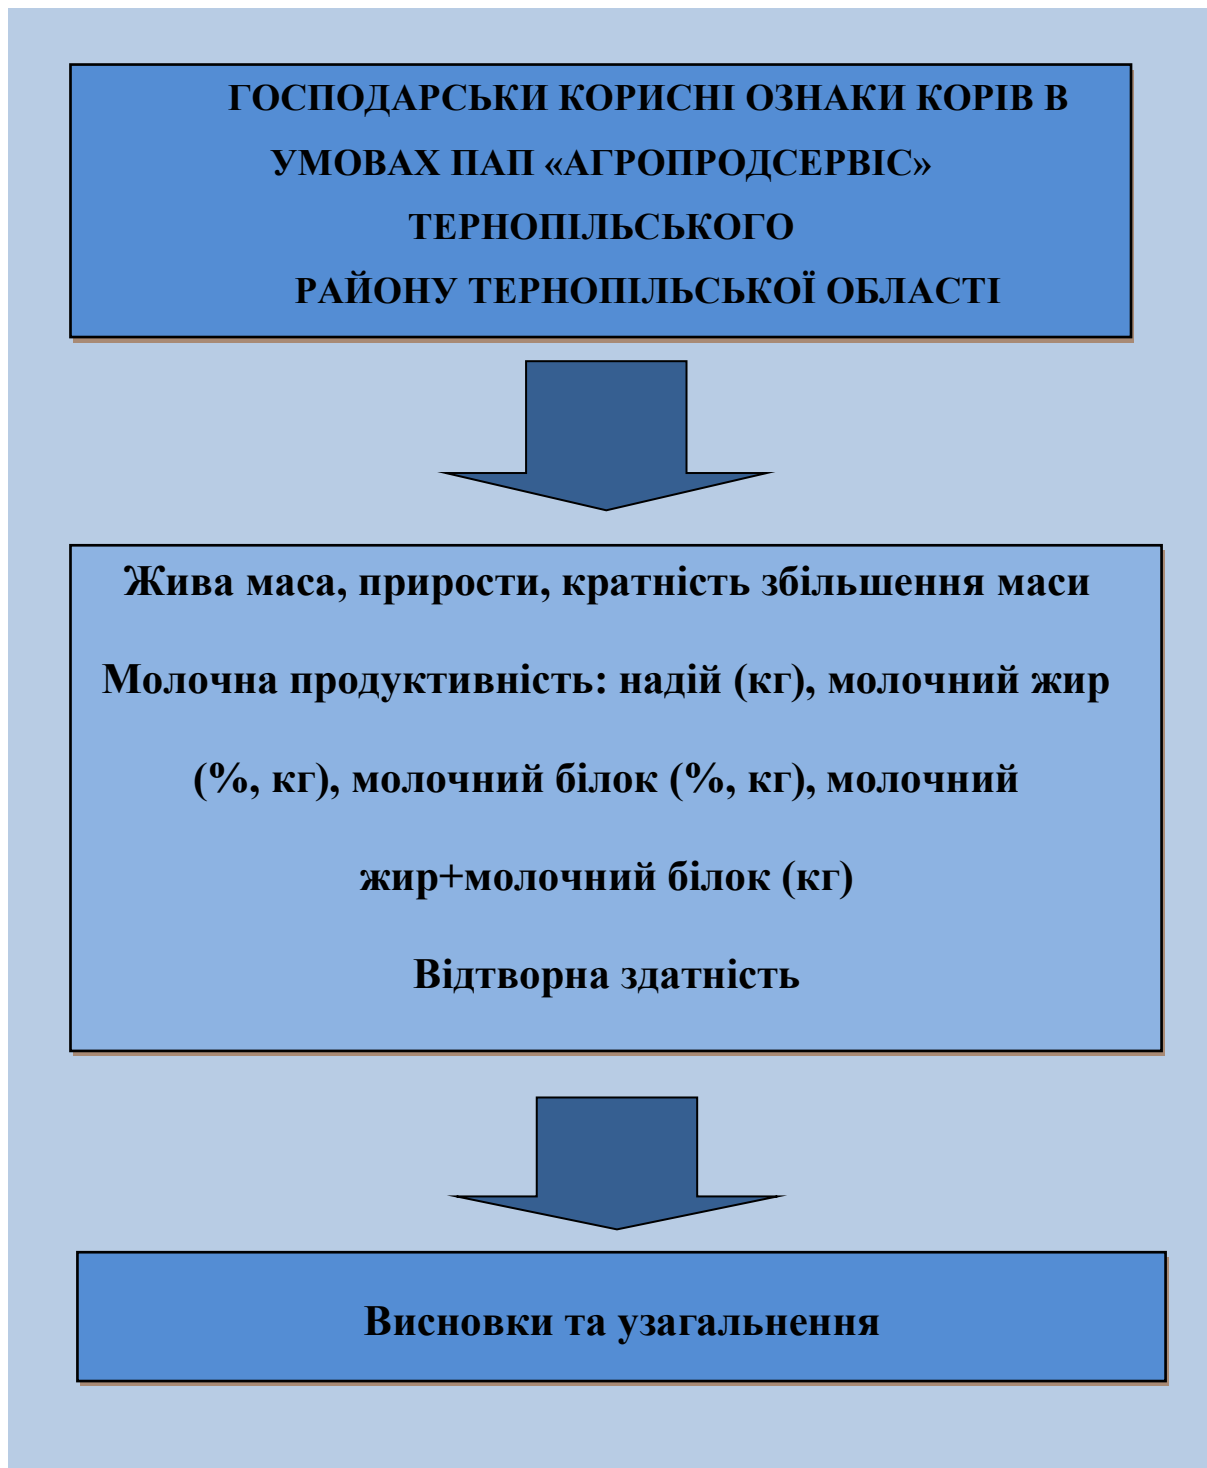 ГОСПОДАРСЬКИ КОРИСНІ ОЗНАКИ КОРІВ В
УМОВАХ ПАП «АГРОПРОДСЕРВІС»
ТЕРНОПІЛЬСЬКОГО
РАЙОНУ ТЕРНОПІЛЬСЬКОЇ ОБЛАСТІ
Жива маса, прирости, кратність збільшення маси
Молочна продуктивність: надій (кг), молочний жир
(%, кг), молочний білок (%, кг), молочний
жир+молочний білок (кг)
Відтворна здатність
Висновки та узагальнення